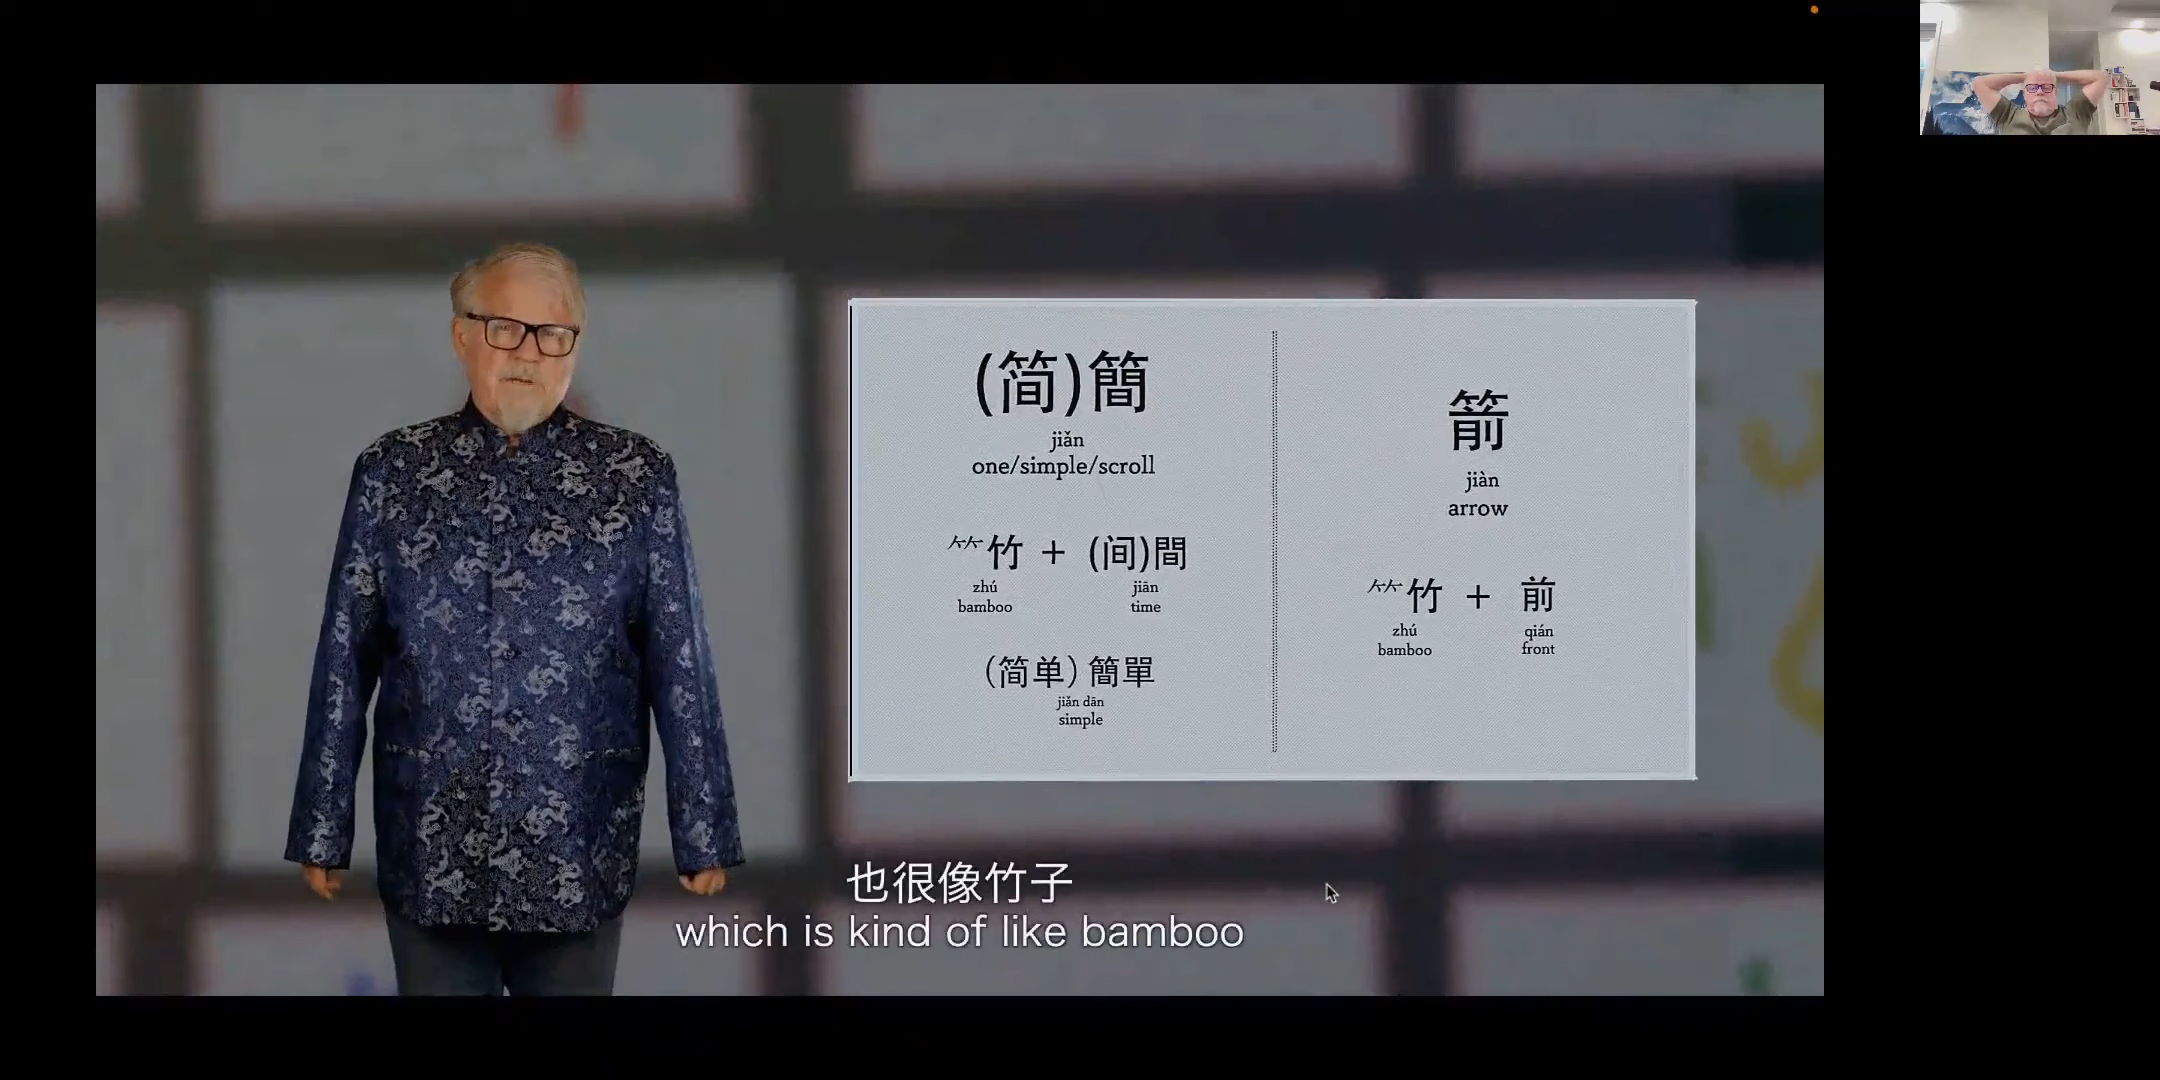 (简)簡
jiǎn
one/simple/scroll
⺮竹 + (间)間
zhú jiān
bamboo time
(简单)簡單
jiǎn dān
simple
箭
jiàn
arrow
⺮竹 + 前
zhú qián
bamboo front
也很像竹子
which is kind of like bamboo